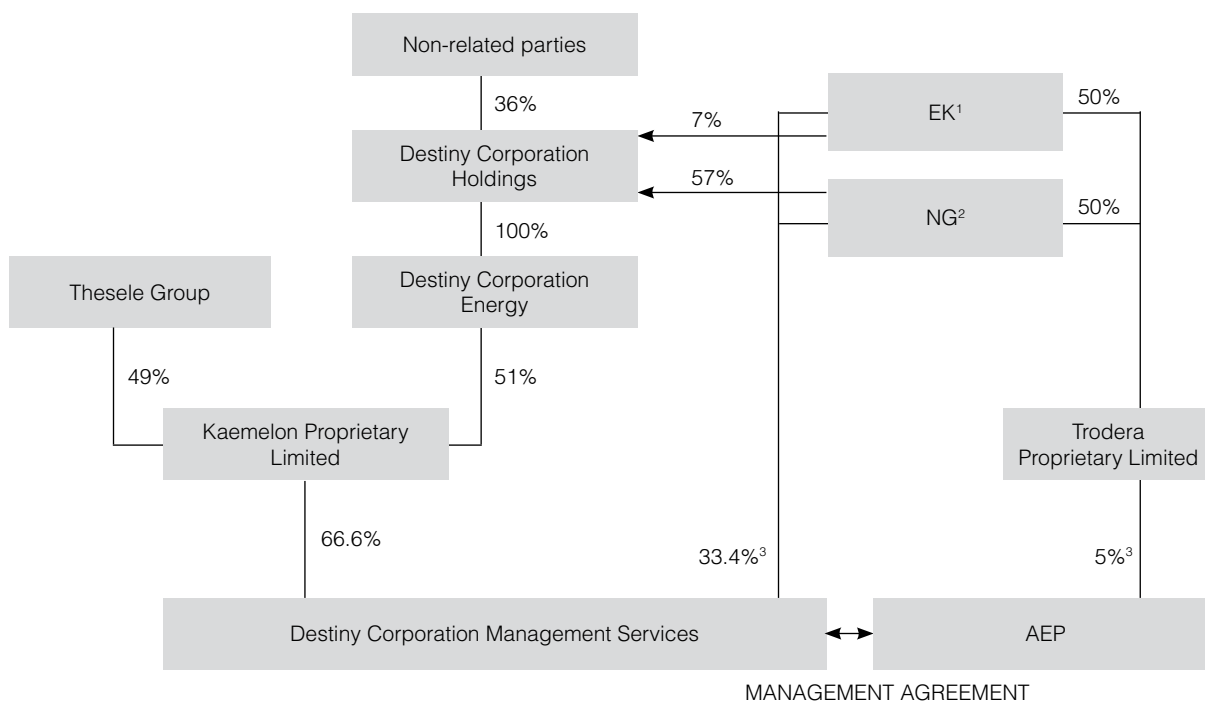 Non-related parties
36%
EK¹
50%
7%
Destiny Corporation
Holdings
57%
NG²
50%
100%
Thesele Group
Destiny Corporation
Energy
49%
51%
Kaemelon Proprietary
Limited
Trodera
Proprietary Limited
66.6%
33.4%³
5%³
Destiny Corporation Management Services
AEP
MANAGEMENT AGREEMENT